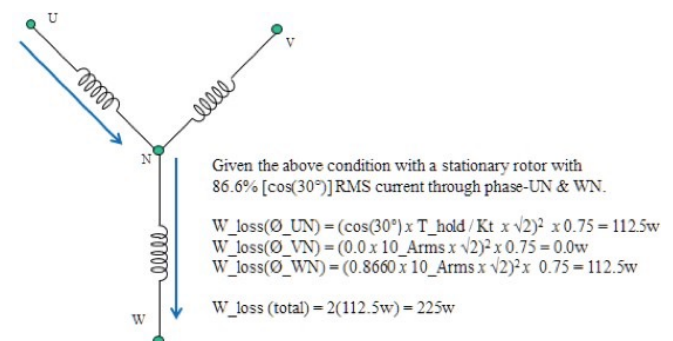 U
V
N
Given the above condition with a stationary rotor with
86.6% [cos(30°)] RMS current through phase-UN & WN.
W_loss(Ø_UN) = (cos(30°) x T_hold / Kt x √2)² x 0.75 = 112.5w
W_loss(Ø_VN) = (0.0 x 10_Arms x √2)² x 0.75 = 0.0w
W_loss(Ø_WN) = (0.8660 x 10_Arms x √2)² x 0.75 = 112.5w
W_loss (total) = 2(112.5w) = 225w
W